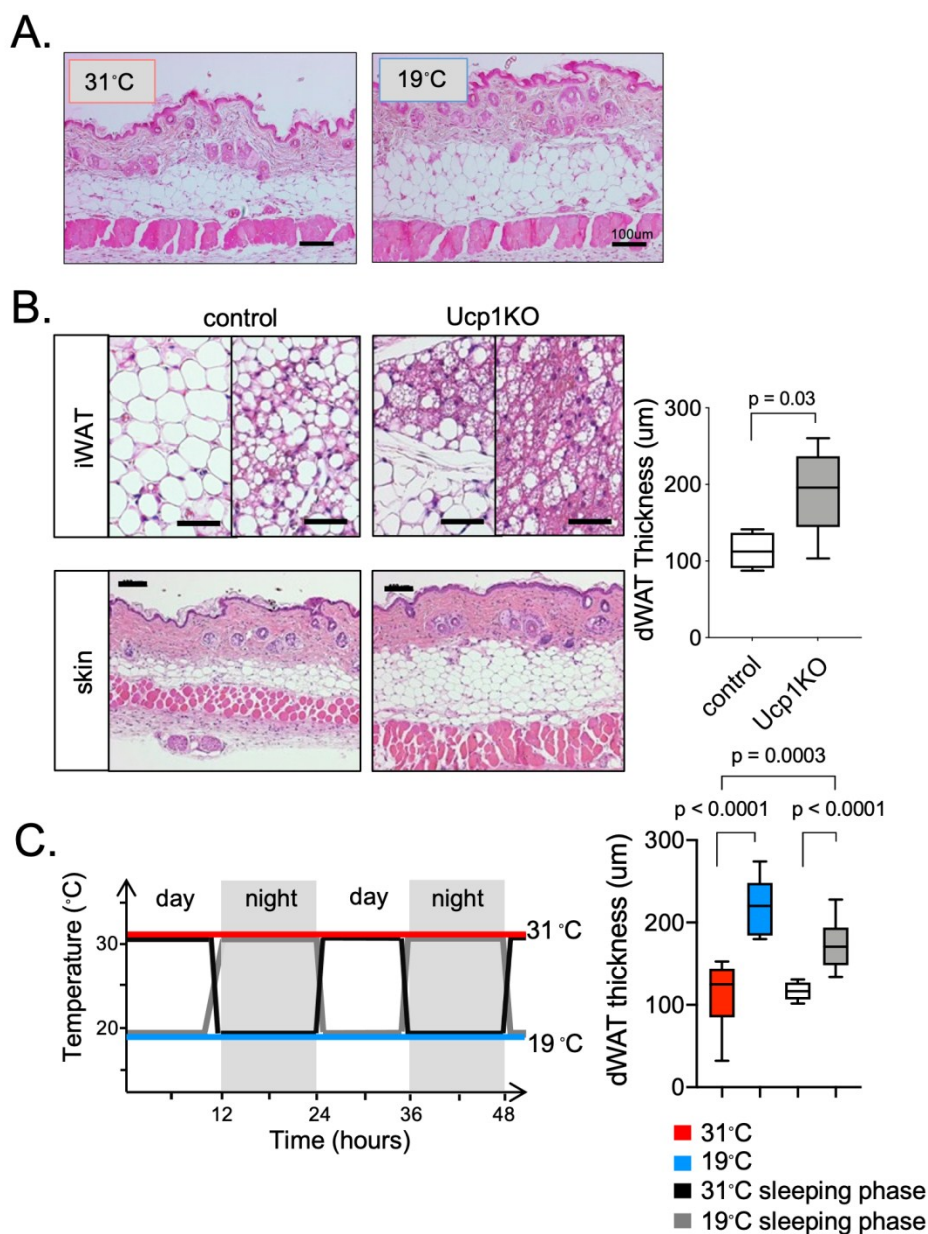 A.
31°C
19°C
100um
B.
control
Ucp1KO
iWAT
skin
p = 0.03
300
200
100
0
dWAT Thickness (um)
control
Ucp1KO
C.
Temperature (°C)
30
20
day
night
day
night
31°C
19 °C
12
24
36
48
Time (hours)
p = 0.0003
p < 0.0001
p < 0.0001
300
200
100
0
dWAT thickness (um)
31°C
19°C
31°C sleeping phase
19°C sleeping phase